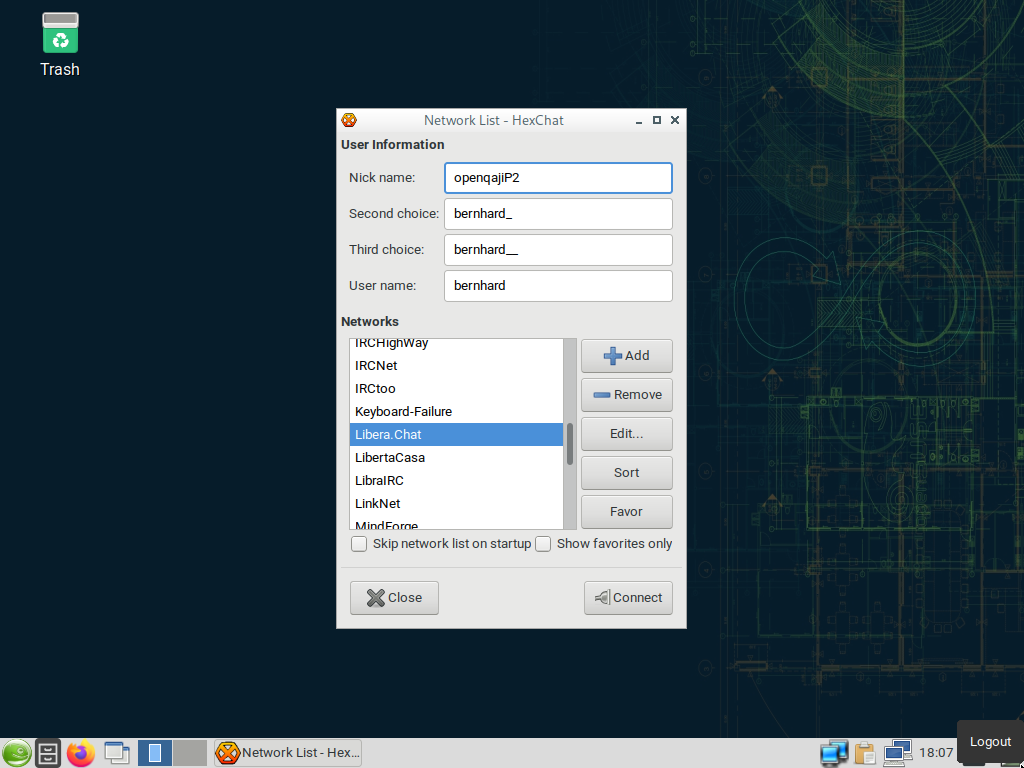 Trash
Network List - HexChat
User Information
Nick name: openqajiP2
Second choice: bernhard_
Third choice: bernhard__
User name: bernhard
Networks
IRCHighWay
IRCNet
IRCtoo
Keyboard-Failure
Libera.Chat
LibertaCasa
LibraIRC
LinkNet
MindForge
Add
Remove
Edit...
Sort
Favor
Skip network list on startup Show favorites only
Close Connect
Network List - Hex... 18:07 Logout